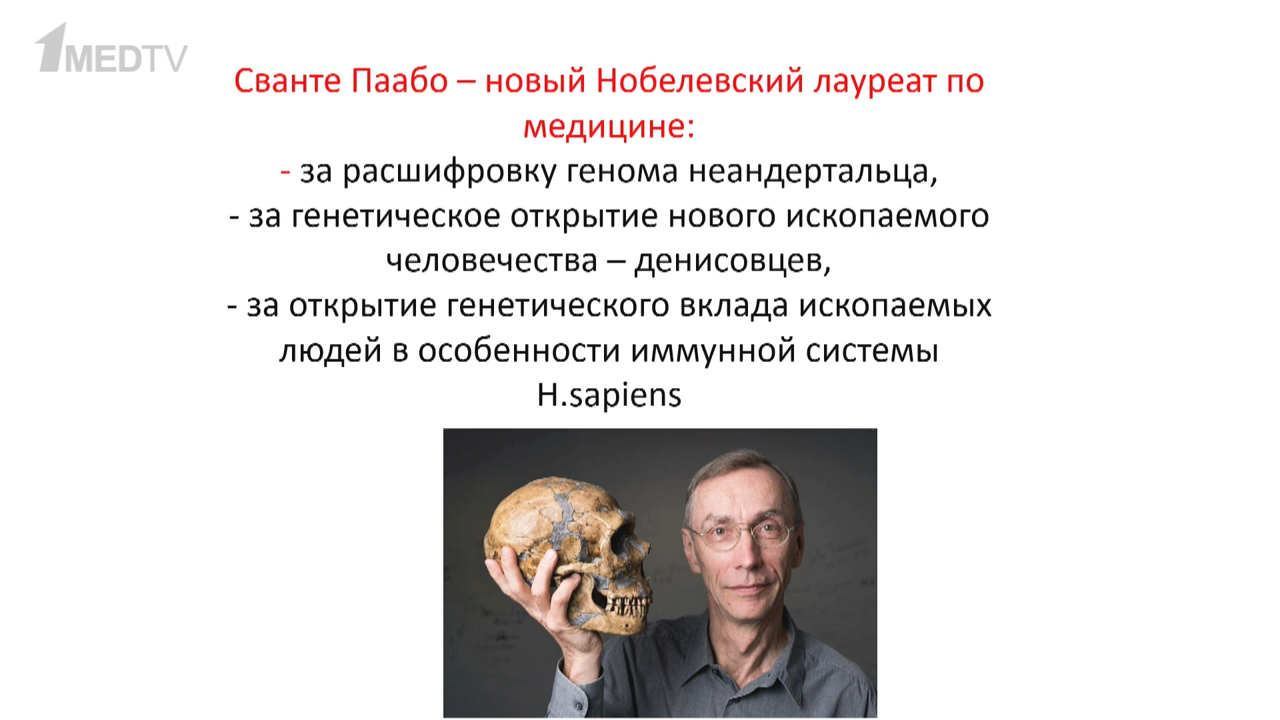 1MEDTV
Сванте Паабо – новый Нобелевский лауреат по
медицине:
- за расшифровку генома неандертальца,
- за генетическое открытие нового ископаемого
человечества – денисовцев,
- за открытие генетического вклада ископаемых
людей в особенности иммунной системы
H.sapiens